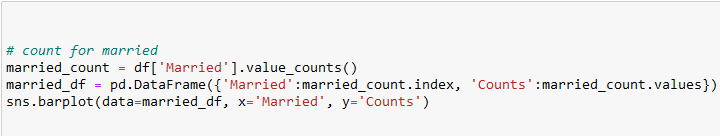 # count for married
married_count = df['Married'].value_counts()
married_df = pd.DataFrame({'Married':married_count.index, 'Counts':married_count.values})
sns.barplot(data=married_df, x='Married', y='Counts')